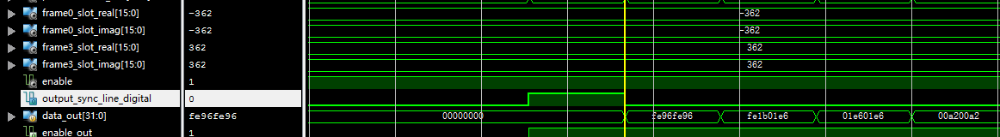 frame0_slot_real[15:0] -362 -362
frame0_slot_imag[15:0] -362 -362
frame3_slot_real[15:0] 362 362
frame3_slot_imag[15:0] 362 362
enable 1
output_sync_line_digital 0
data_out[31:0] fe96fe96 00000000 fe96fe96 fe1b01e6 01e601e6 00a200a2
enable_out 1